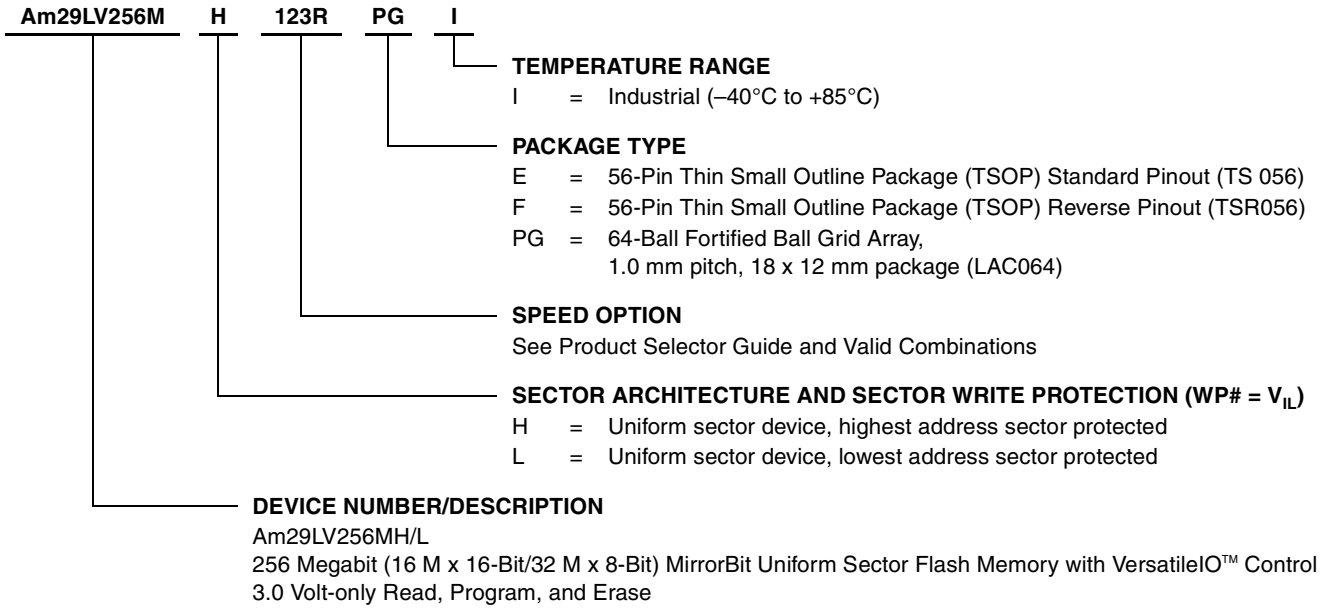 Am29LV256M H 123R PG I
TEMPERATURE RANGE
I = Industrial (–40°C to +85°C)
PACKAGE TYPE
E = 56-Pin Thin Small Outline Package (TSOP) Standard Pinout (TS 056)
F = 56-Pin Thin Small Outline Package (TSOP) Reverse Pinout (TSR056)
PG = 64-Ball Fortified Ball Grid Array,
1.0 mm pitch, 18 x 12 mm package (LAC064)
SPEED OPTION
See Product Selector Guide and Valid Combinations
SECTOR ARCHITECTURE AND SECTOR WRITE PROTECTION (WP# = VIL)
H = Uniform sector device, highest address sector protected
L = Uniform sector device, lowest address sector protected
DEVICE NUMBER/DESCRIPTION
Am29LV256MH/L
256 Megabit (16 M x 16-Bit/32 M x 8-Bit) MirrorBit Uniform Sector Flash Memory with VersatileIO™ Control
3.0 Volt-only Read, Program, and Erase